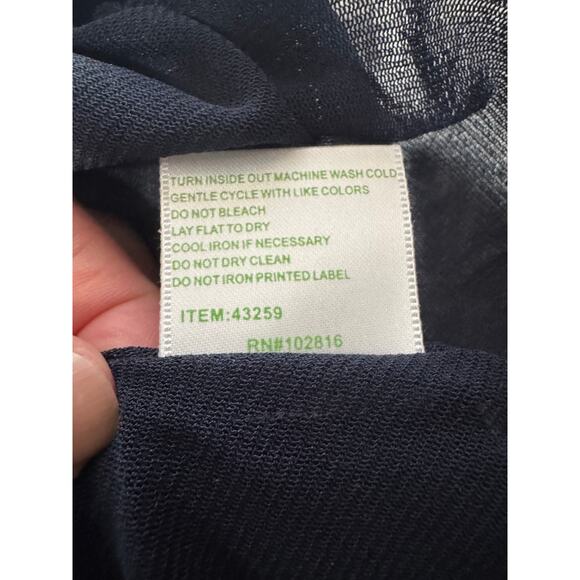 TURN INSIDE OUT MACHINE WASH COLD
GENTLE CYCLE WITH LIKE COLORS
DO NOT BLEACH
LAY FLAT TO DRY
COOL IRON IF NECESSARY
DO NOT DRY CLEAN
DO NOT IRON PRINTED LABEL
ITEM:43259
RN#102816